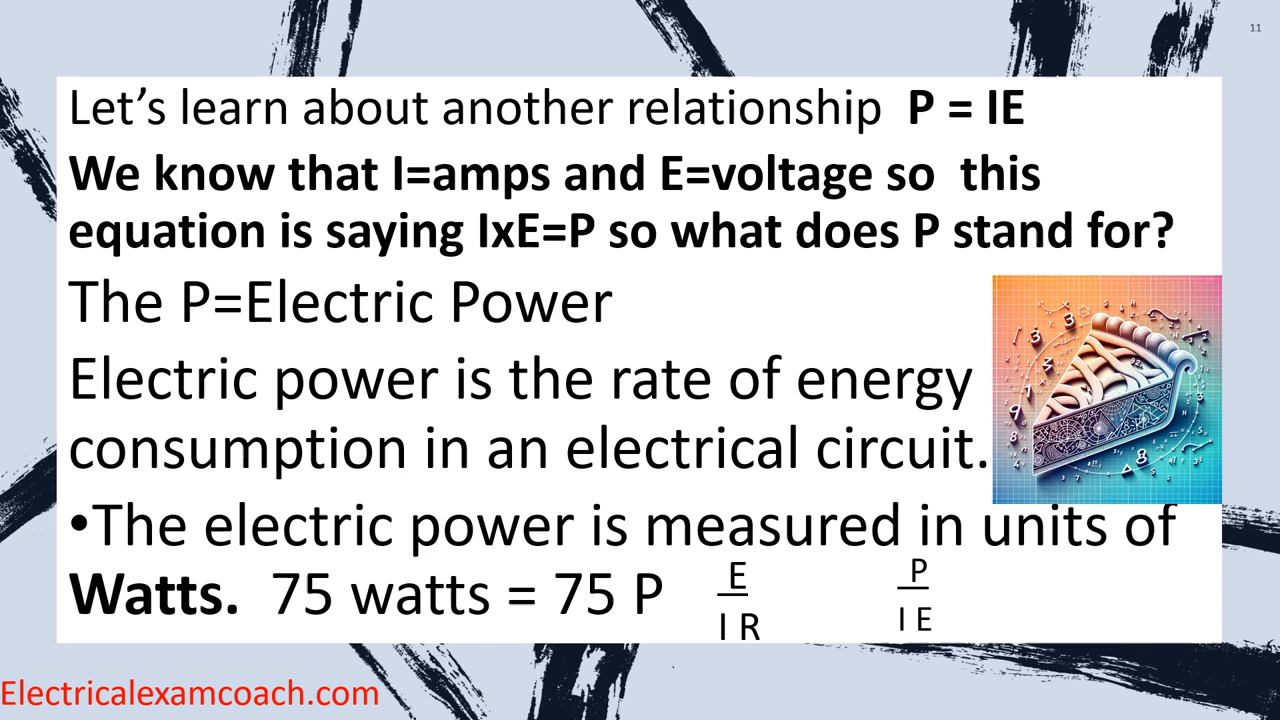 11
Let’s learn about another relationship  P = IE
We know that I=amps and E=voltage so  this
equation is saying IxE=P so what does P stand for?
The P=Electric Power
Electric power is the rate of energy
consumption in an electrical circuit.
•The electric power is measured in units of
Watts.  75 watts = 75 P
E
I R
P
I E
Electricalexamcoach.com